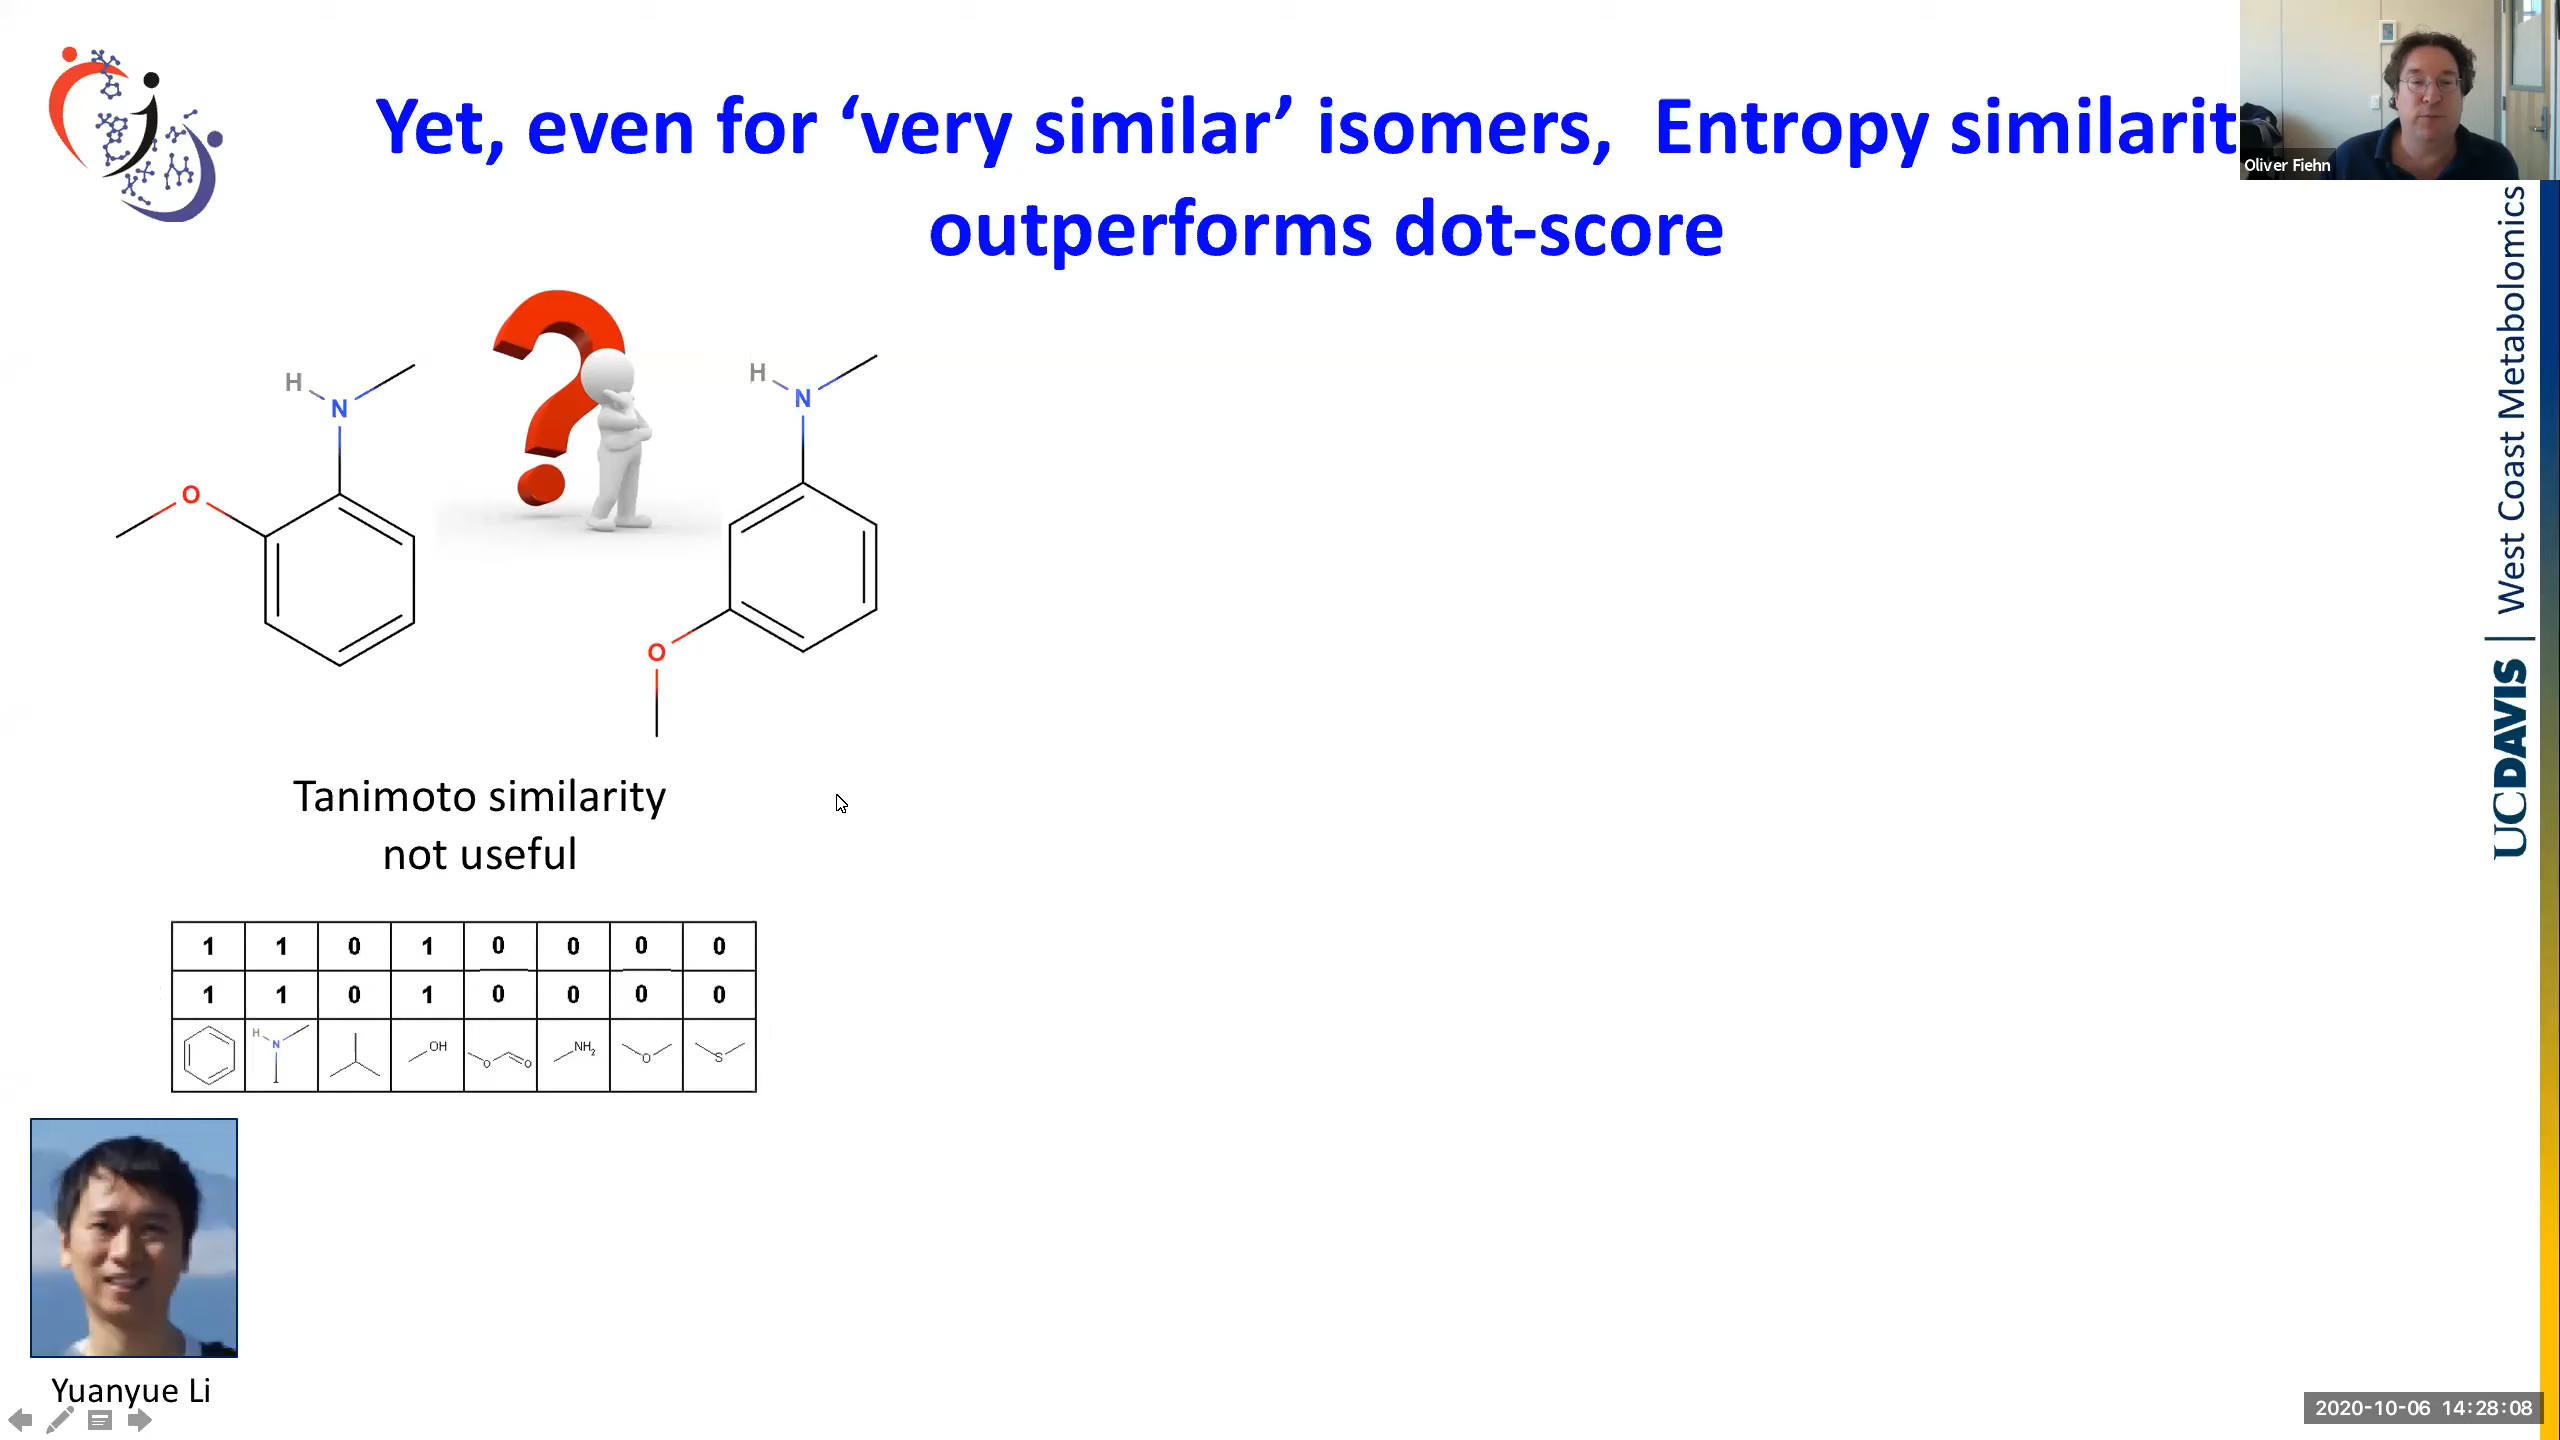 Yet, even for ‘very similar’ isomers, Entropy similarit
outperforms dot-score
Oliver Fiehn
UCDAVIS | West Coast Metabolomics
H
N
O
H
N
O
Tanimoto similarity
not useful
1 1 0 1 0 0 0 0
1 1 0 1 0 0 0 0
H N OH O O NH2 O S
Yuanyue Li
2020-10-06 14:28:08